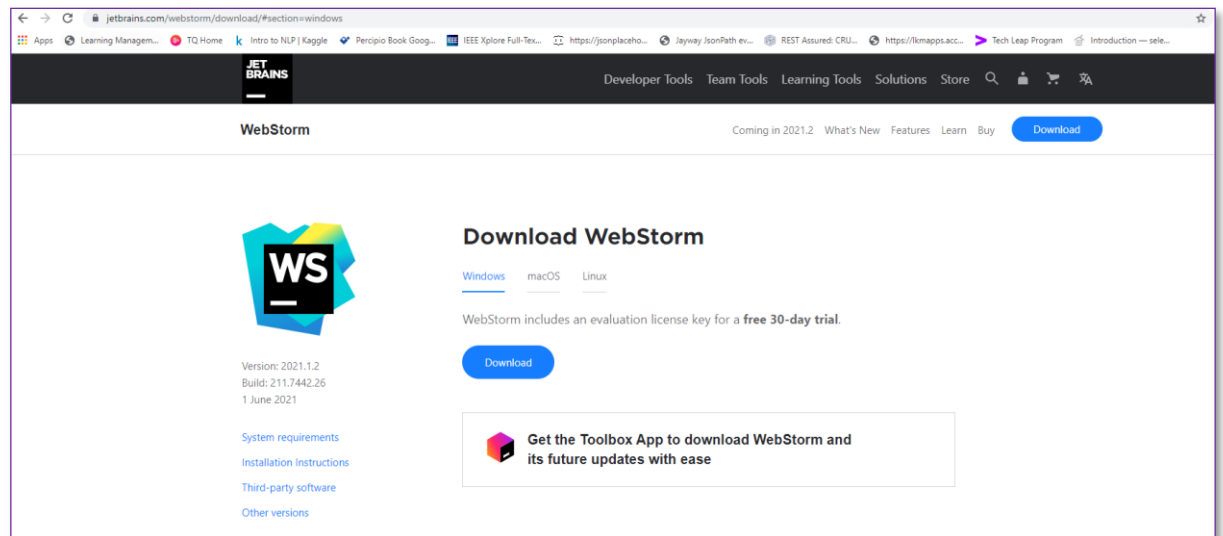 jetbrains.com/webstorm/download/#section=windows
Apps Learning Managem... TQ Home Intro to NLP | Kaggle Percipio Book Goog... IEEE Xplore Full-Tex... https://jsonplaceho... Jayway JsonPath ev... REST Assured: CRU... https://lkmapps.acc... Tech Leap Program Introduction — sele...
JET
BRAINS
Developer Tools Team Tools Learning Tools Solutions Store
WebStorm
Coming in 2021.2 What's New Features Learn Buy Download
WS
Version: 2021.1.2
Build: 211.7442.26
1 June 2021
System requirements
Installation Instructions
Third-party software
Other versions
Download WebStorm
Windows macOS Linux
WebStorm includes an evaluation license key for a free 30-day trial.
Download
Get the Toolbox App to download WebStorm and
its future updates with ease